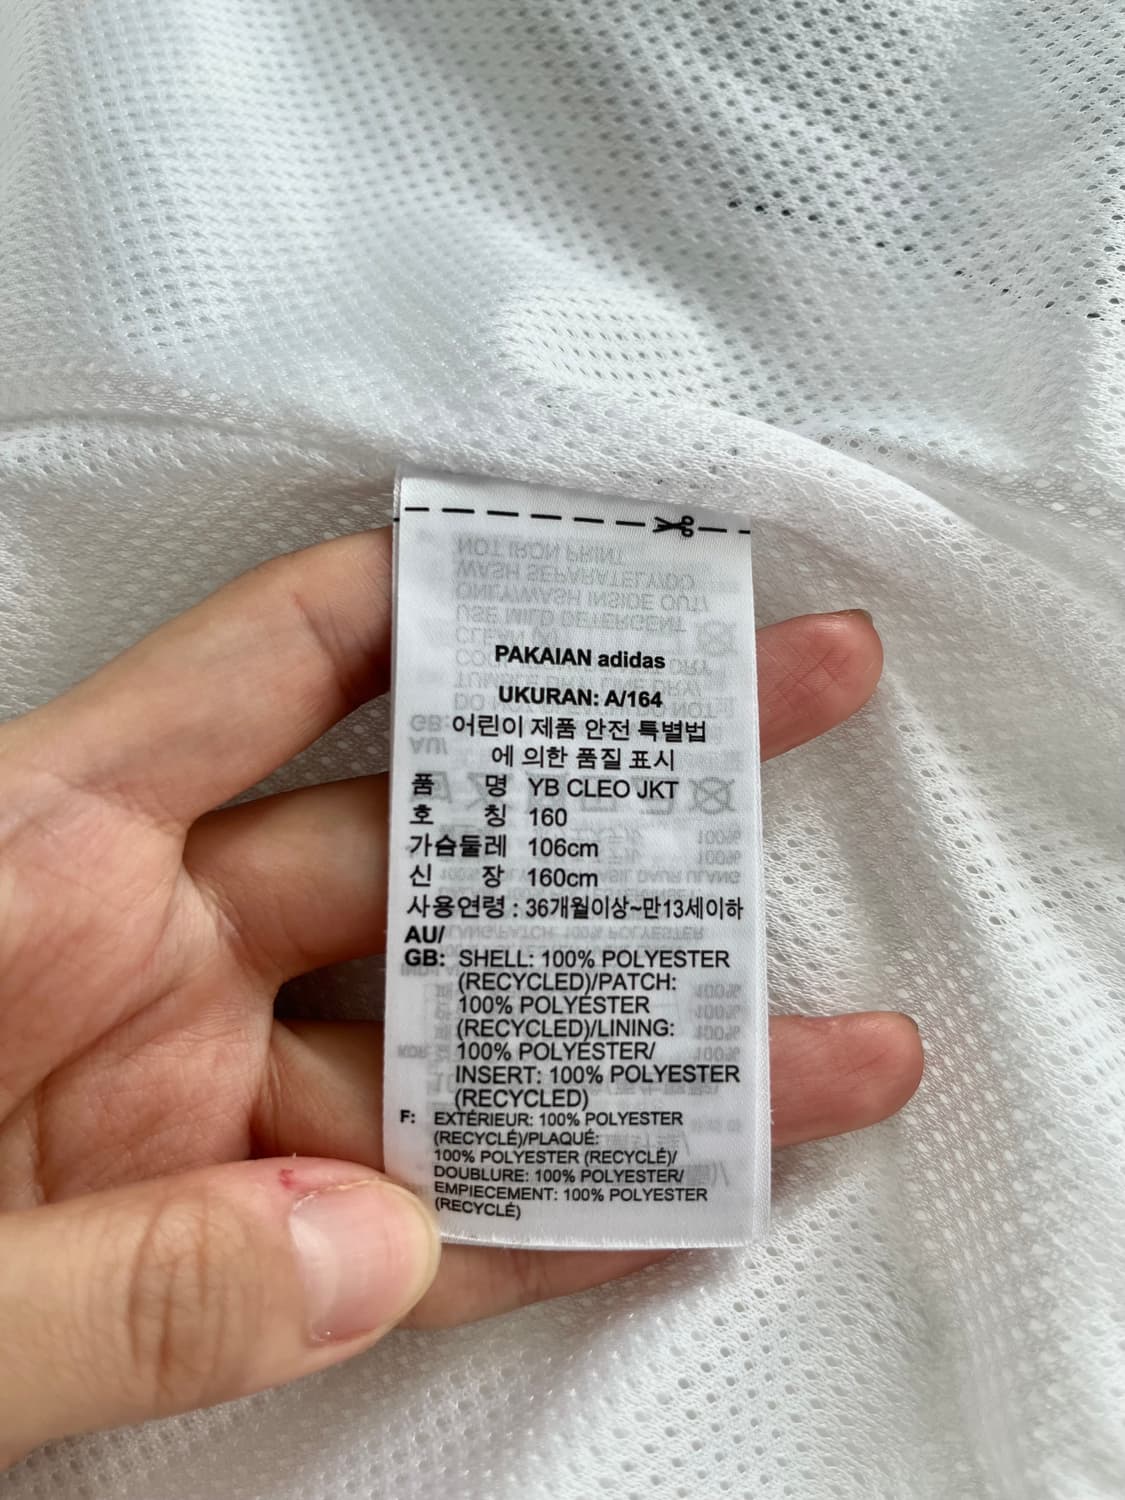 PAKAIAN adidas
UKURAN: A/164
어린이 제품 안전 특별법
에 의한 품질 표시
품 명 YB CLEO JKT
호 칭 160
가슴둘레 106cm
신 장 160cm
사용연령 : 36개월이상~만13세이하
AU/
GB: SHELL: 100% POLYESTER
(RECYCLED)/PATCH:
100% POLYESTER
(RECYCLED)/LINING:
100% POLYESTER/
INSERT: 100% POLYESTER
(RECYCLED)
F: EXTÉRIEUR: 100% POLYESTER
(RECYCLÉ)/PLAQUÉ:
100% POLYESTER (RECYCLÉ)/
DOUBLURE: 100% POLYESTER/
EMPIECEMENT: 100% POLYESTER
(RECYCLÉ)